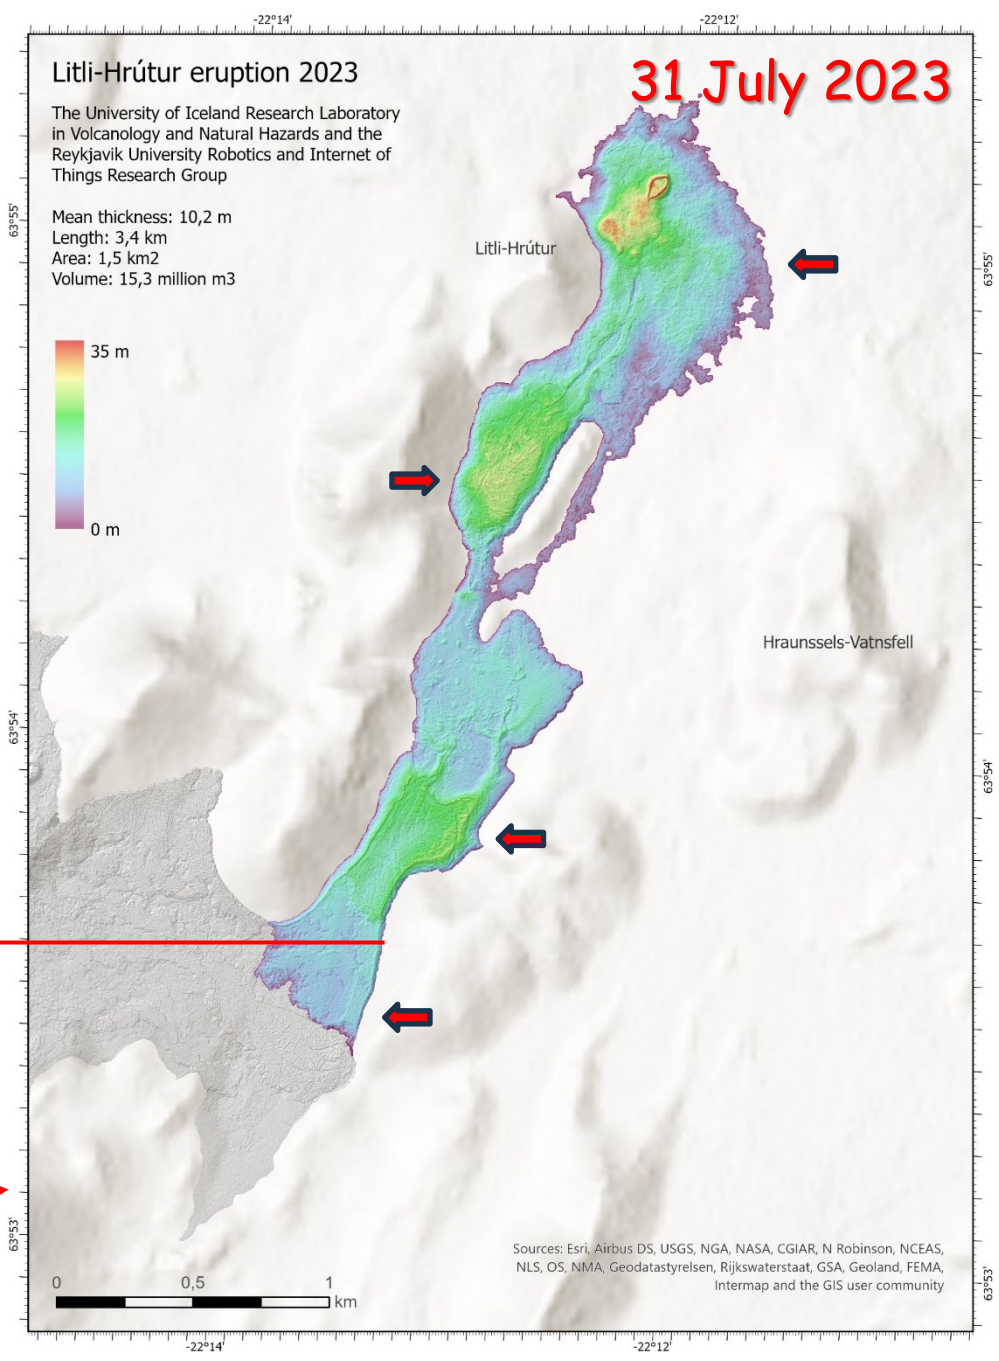 -22°14'
-22°12'
Litli-Hrútur eruption 2023
31 July 2023
The University of Iceland Research Laboratory
in Volcanology and Natural Hazards and the
Reykjavik University Robotics and Internet of
Things Research Group
Mean thickness: 10,2 m
Length: 3,4 km
Area: 1,5 km2
Volume: 15,3 million m3
63°55'
Litli-Hrútur
63°55'
35 m
0 m
Hraunssels-Vatnsfell
63°54'
63°54'
63°53'
63°53'
Sources: Esri, Airbus DS, USGS, NGA, NASA, CGIAR, N Robinson, NCEAS,
NLS, OS, NMA, Geodatastyrelsen, Rijkswaterstaat, GSA, Geoland, FEMA,
Intermap and the GIS user community
0 0,5 1
km
-22°14'
-22°12'